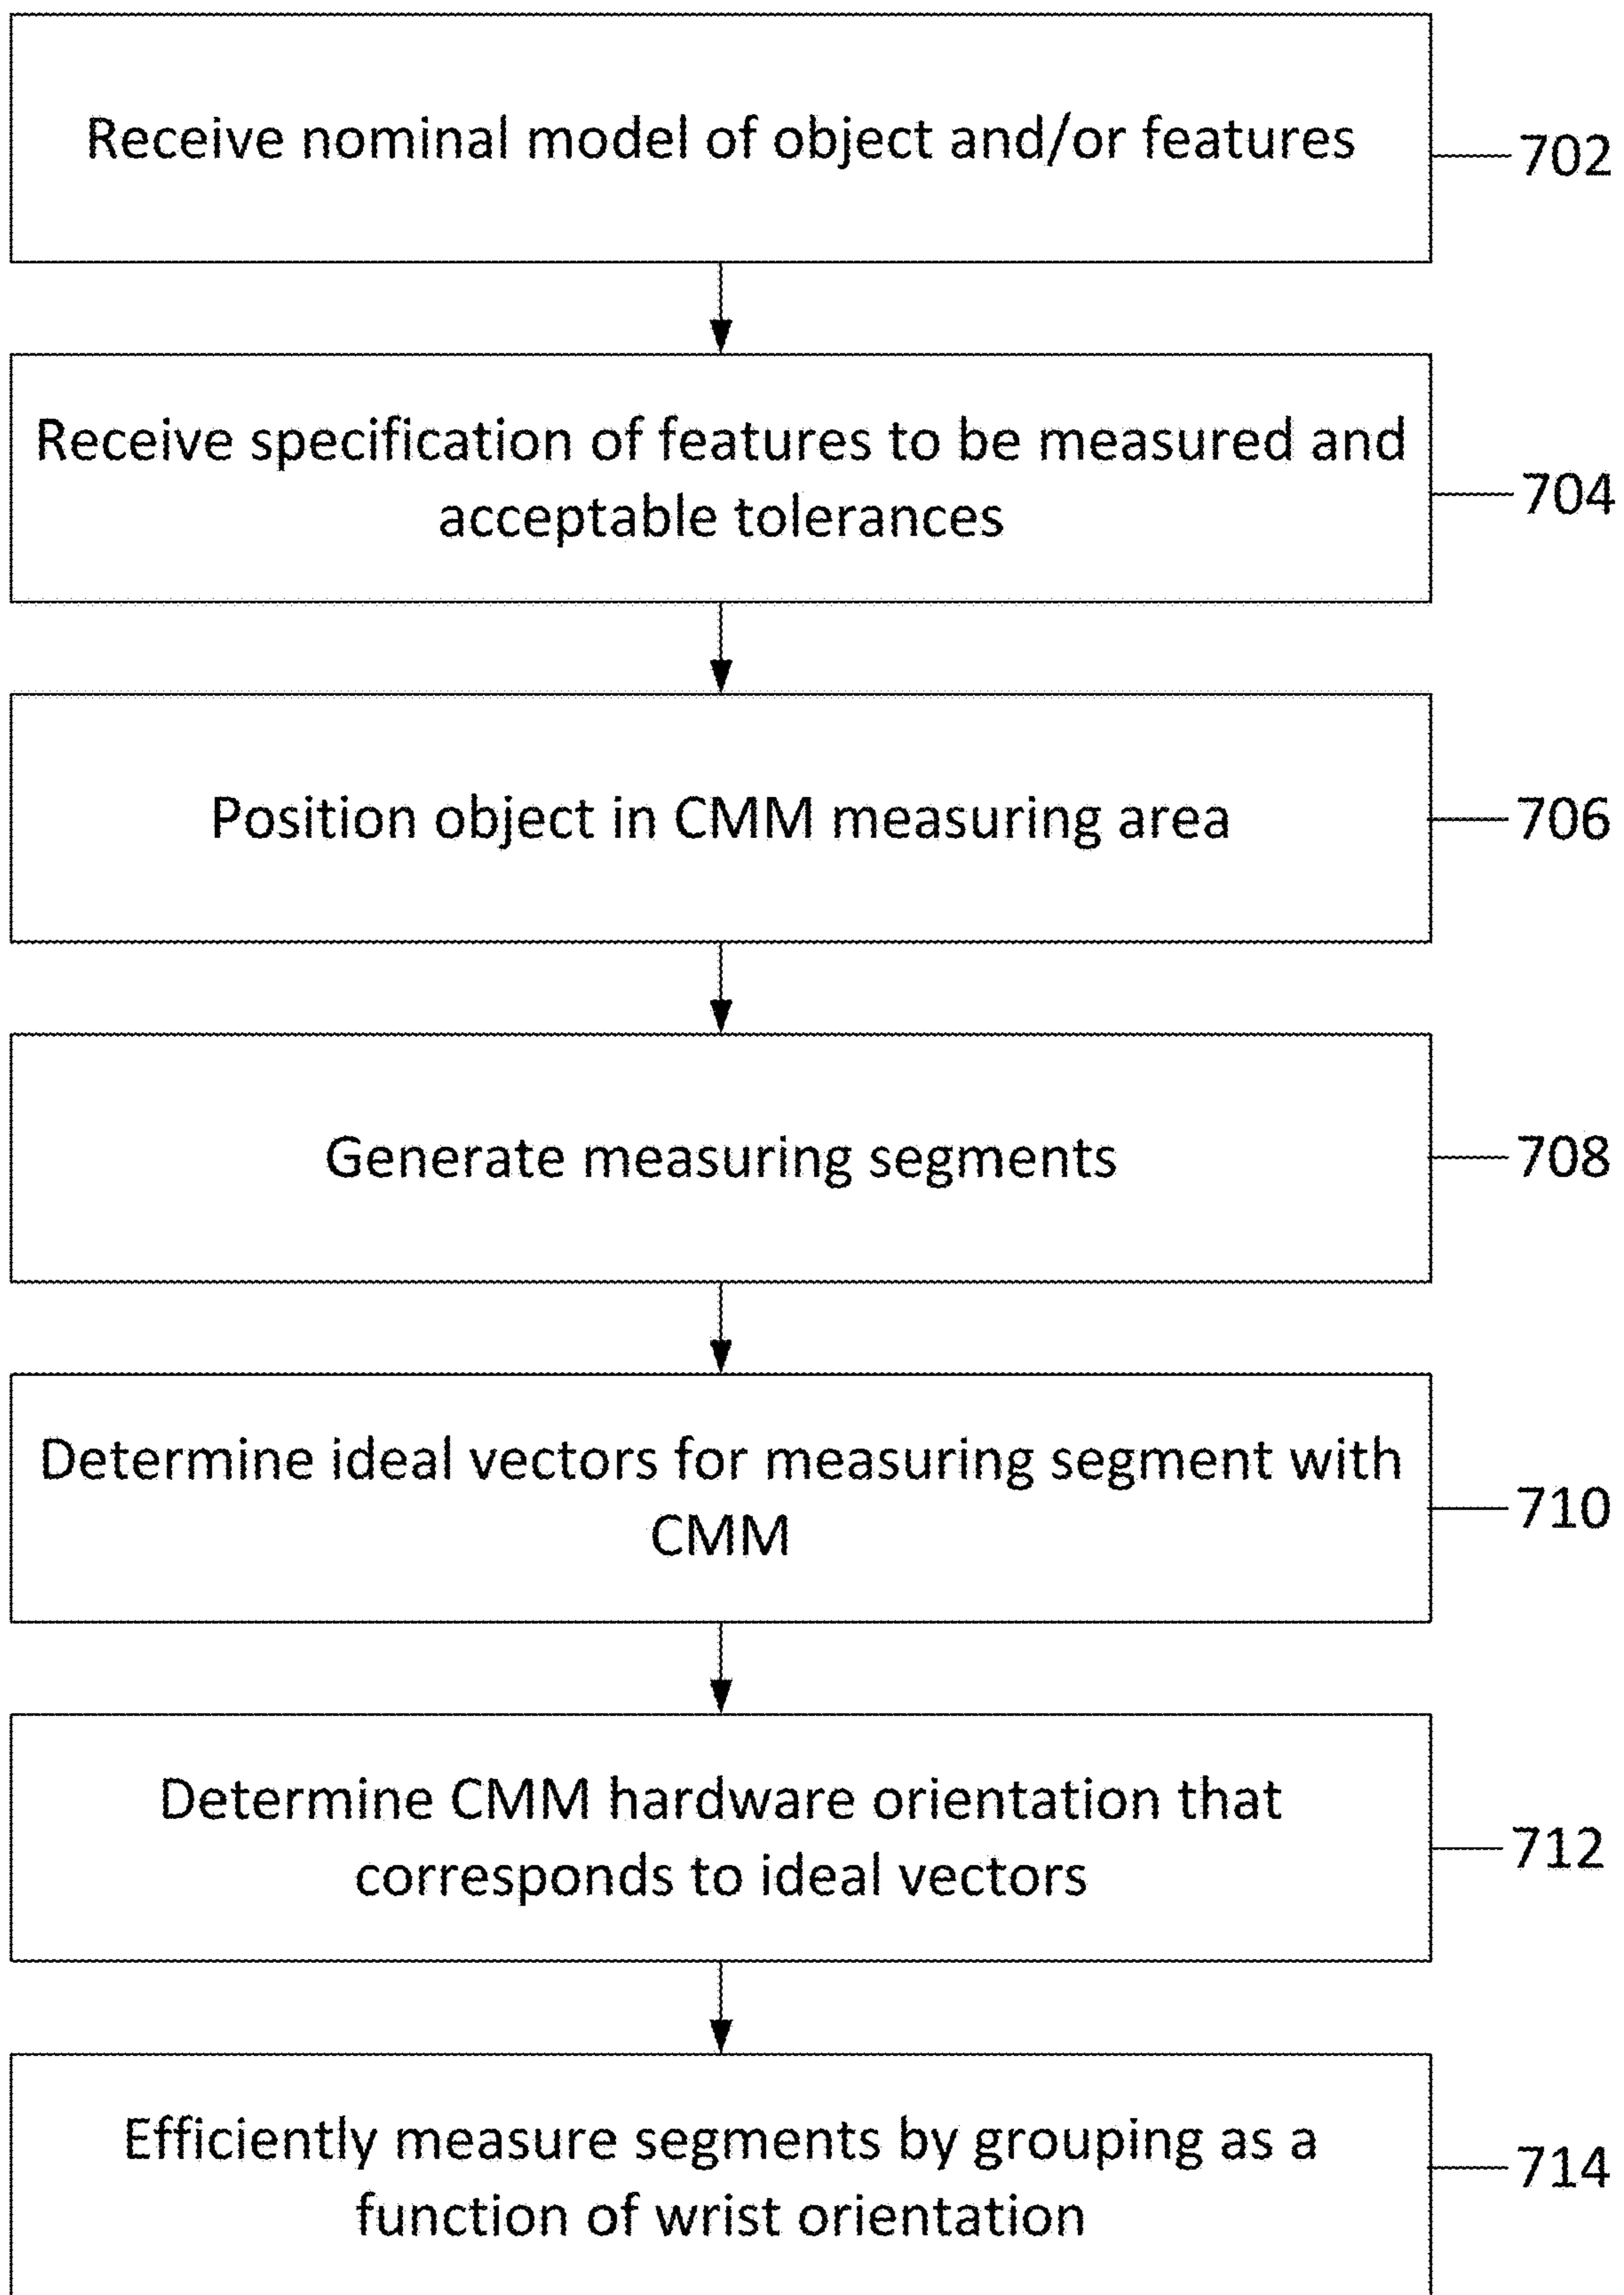 Receive nominal model of object and/or features
702
Receive specification of features to be measured and
acceptable tolerances
704
Position object in CMM measuring area
706
Generate measuring segments
708
Determine ideal vectors for measuring segment with
CMM
710
Determine CMM hardware orientation that
corresponds to ideal vectors
712
Efficiently measure segments by grouping as a
function of wrist orientation
714